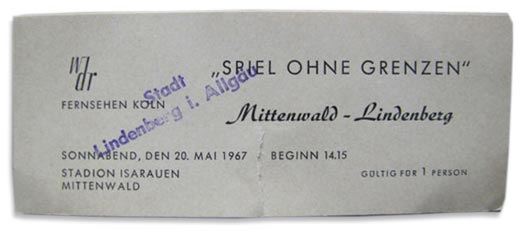 wdr
FERNSEHEN KÖLN
Stadt
Lindenberg i. Allgäu
„SPIEL OHNE GRENZEN“
Mittenwald - Lindenberg
SONNABEND, DEN 20. MAI 1967
BEGINN 14.15
STADION ISARAUEN
MITTENWALD
GÜLTIG FÜR 1 PERSON